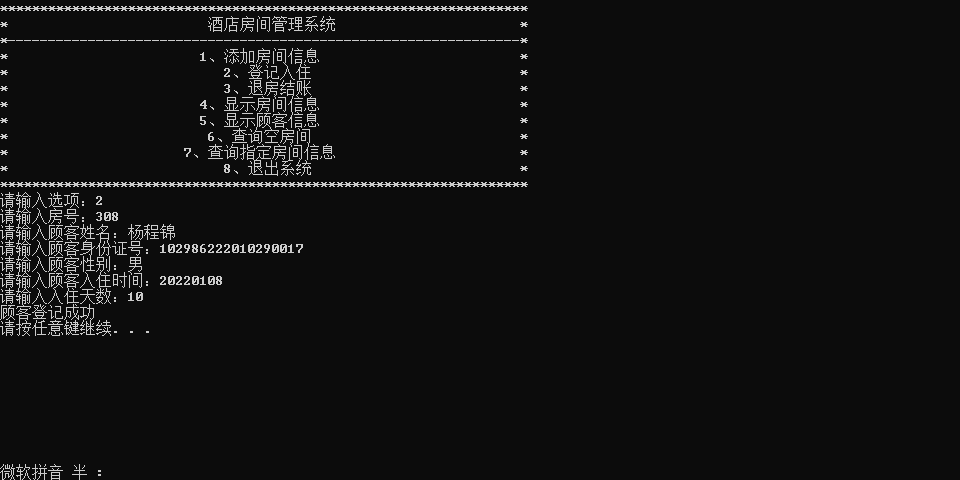 ******************************************************************
* 酒店房间管理系统 *
*----------------------------------------------------------------*
* 1、添加房间信息 *
* 2、登记入住 *
* 3、退房结账 *
* 4、显示房间信息 *
* 5、显示顾客信息 *
* 6、查询空房间 *
* 7、查询指定房间信息 *
* 8、退出系统 *
******************************************************************
请输入选项：2
请输入房号：308
请输入顾客姓名：杨程锦
请输入顾客身份证号：102986222010290017
请输入顾客性别：男
请输入顾客入住时间：20220108
请输入入住天数：10
顾客登记成功
请按任意键继续. . .
微软拼音 半 :